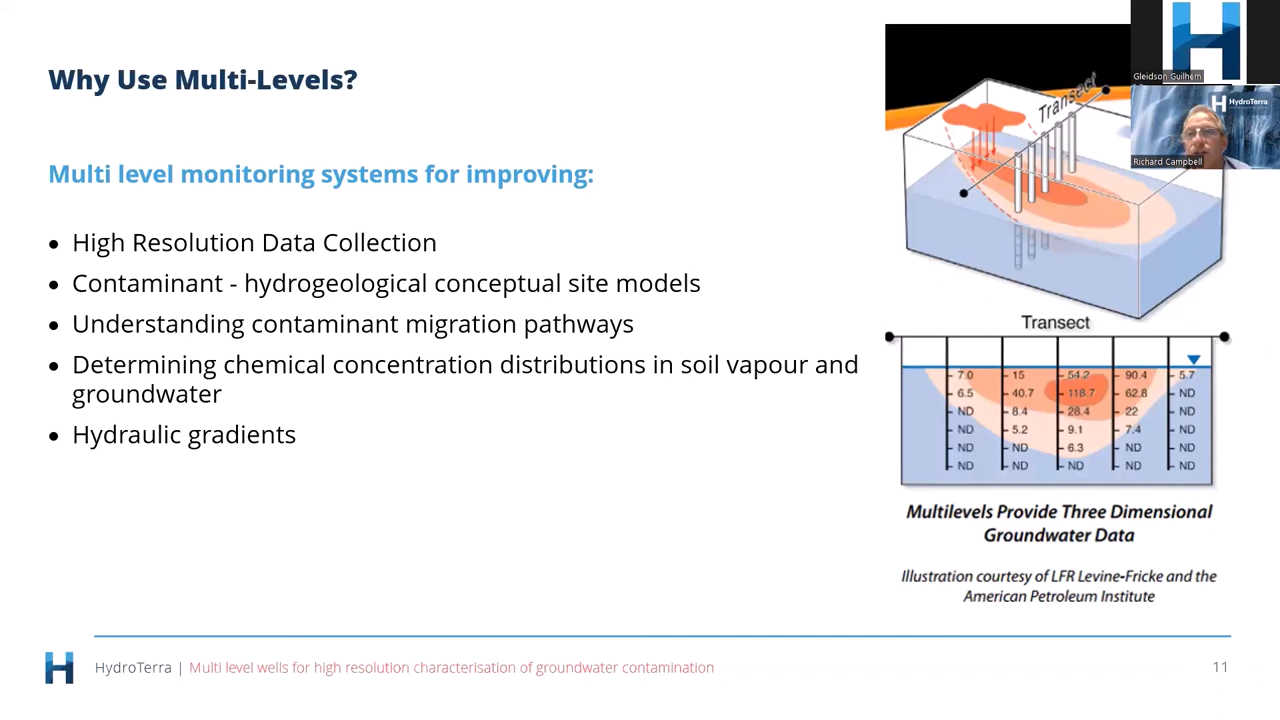 Why Use Multi-Levels?
Multi level monitoring systems for improving:
• High Resolution Data Collection
• Contaminant - hydrogeological conceptual site models
• Understanding contaminant migration pathways
• Determining chemical concentration distributions in soil vapour and
groundwater
• Hydraulic gradients
Transect
Gleidson Guilhem
HydroTerra
Richard Campbell
Transect
7.0 15 54.2 90.4 5.7
6.5 40.7 116.7 62.8 ND
ND 8.4 28.4 22 ND
ND 5.2 9.1 7.4 ND
ND ND 6.3 ND ND
ND ND ND ND ND
Multilevels Provide Three Dimensional
Groundwater Data
Illustration courtesy of LFR Levine-Fricke and the
American Petroleum Institute
HydroTerra | Multi level wells for high resolution characterisation of groundwater contamination
11